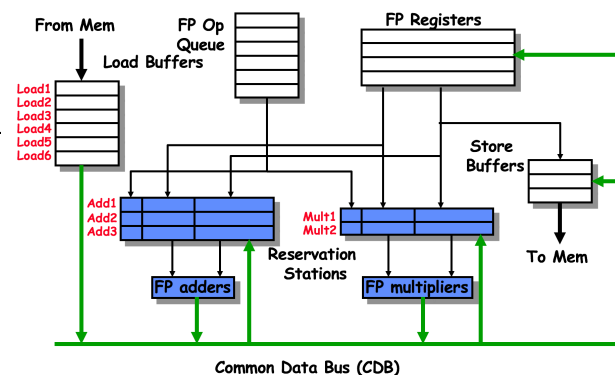 From Mem
FP Op
Queue
FP Registers
Load Buffers
Load1
Load2
Load3
Load4
Load5
Load6
Store
Buffers
Add1
Add2
Add3
Mult1
Mult2
Reservation
Stations
To Mem
FP adders
FP multipliers
Common Data Bus (CDB)